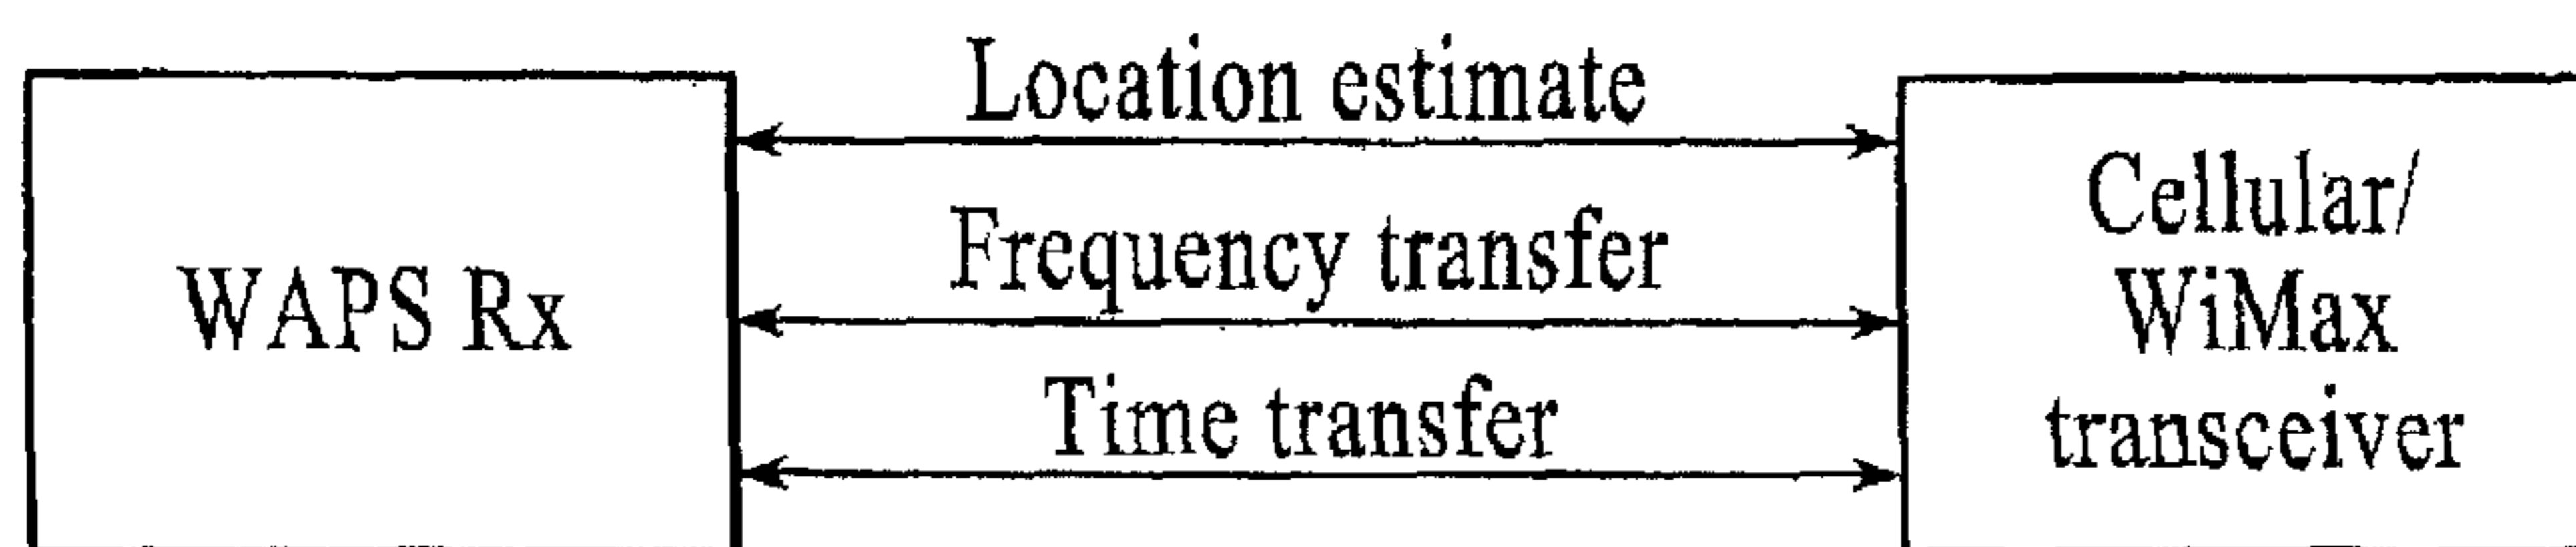 Location estimate
Frequency transfer
Time transfer
WAPS Rx
Cellular/
WiMax
transceiver